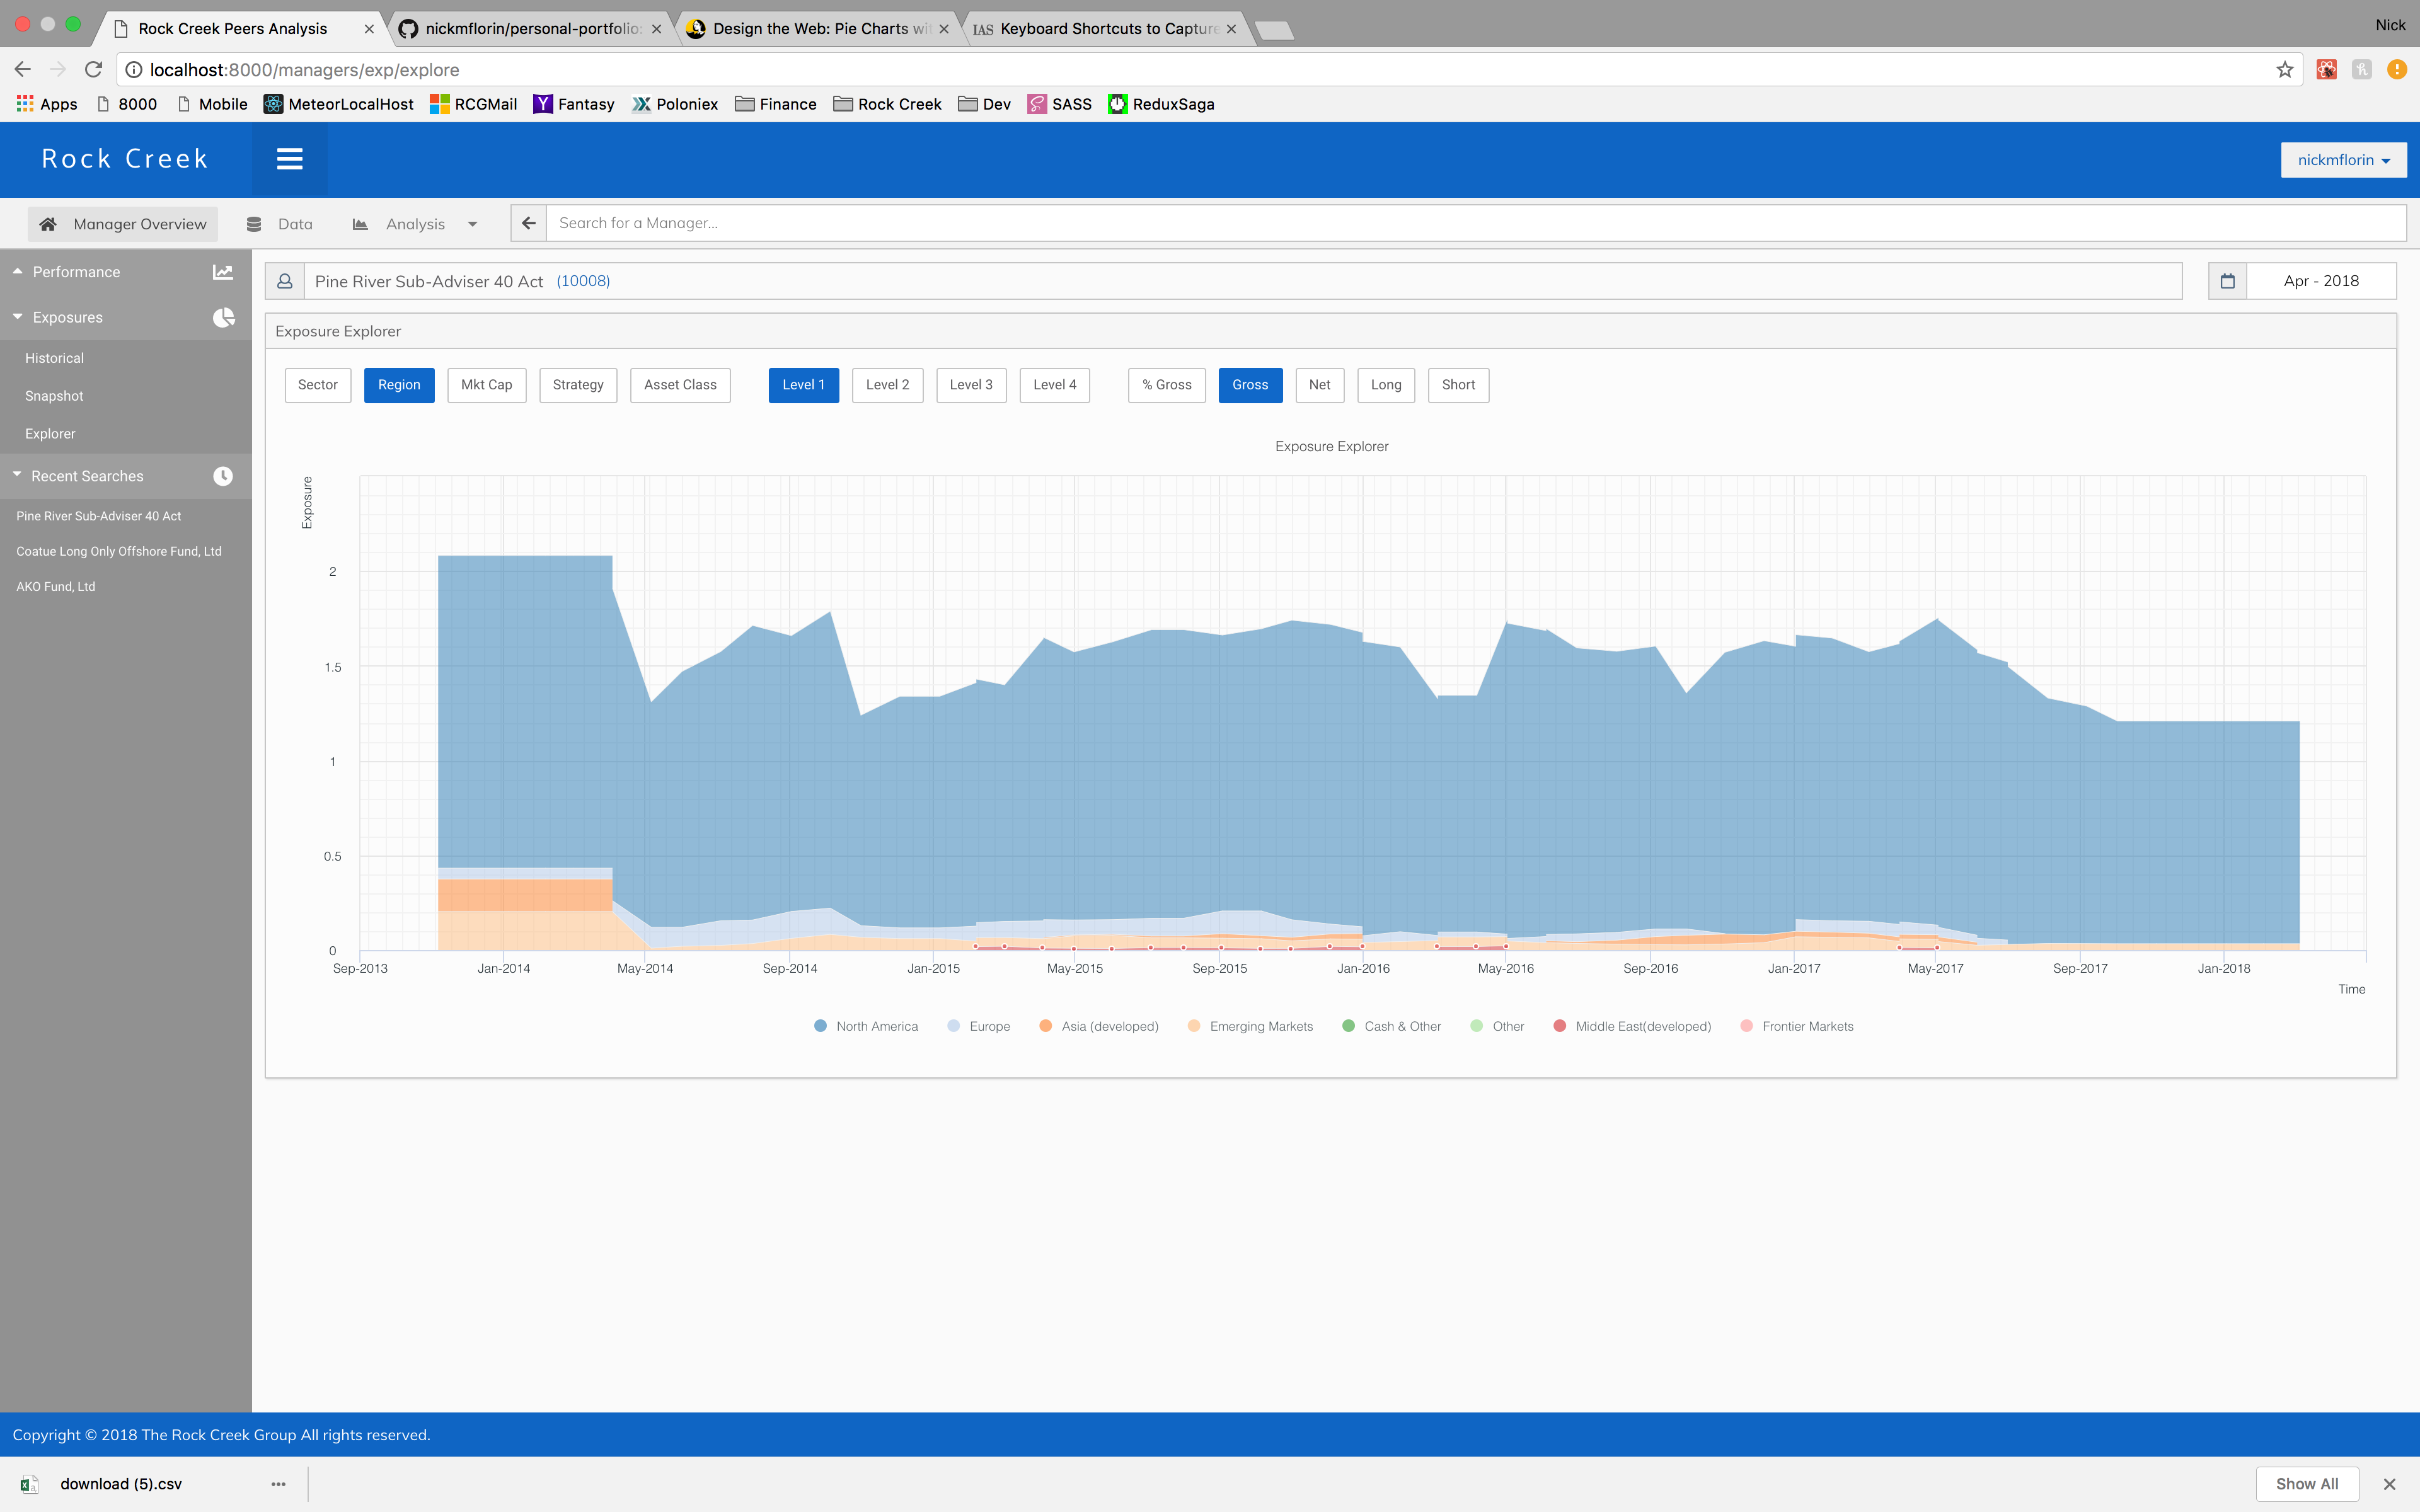 Rock Creek Peers Analysis
nickmflorin/personal-portfolio:
Design the Web: Pie Charts wit
IAS Keyboard Shortcuts to Capture
Nick
localhost:8000/managers/exp/explore
Apps 8000 Mobile MeteorLocalHost RCGMail Fantasy Poloniex Finance Rock Creek Dev SASS ReduxSaga
Rock Creek
nickmflorin
Manager Overview Data Analysis Search for a Manager...
Performance
Exposures
Historical
Snapshot
Explorer
Recent Searches
Pine River Sub-Adviser 40 Act
Coatue Long Only Offshore Fund, Ltd
AKO Fund, Ltd
Pine River Sub-Adviser 40 Act (10008)
Apr - 2018
Exposure Explorer
Sector Region Mkt Cap Strategy Asset Class Level 1 Level 2 Level 3 Level 4 % Gross Gross Net Long Short
Exposure Explorer
Exposure
2
1.5
1
0.5
0
Sep-2013 Jan-2014 May-2014 Sep-2014 Jan-2015 May-2015 Sep-2015 Jan-2016 May-2016 Sep-2016 Jan-2017 May-2017 Sep-2017 Jan-2018
Time
North America Europe Asia (developed) Emerging Markets Cash & Other Other Middle East(developed) Frontier Markets
Copyright © 2018 The Rock Creek Group All rights reserved.
download (5).csv
Show All